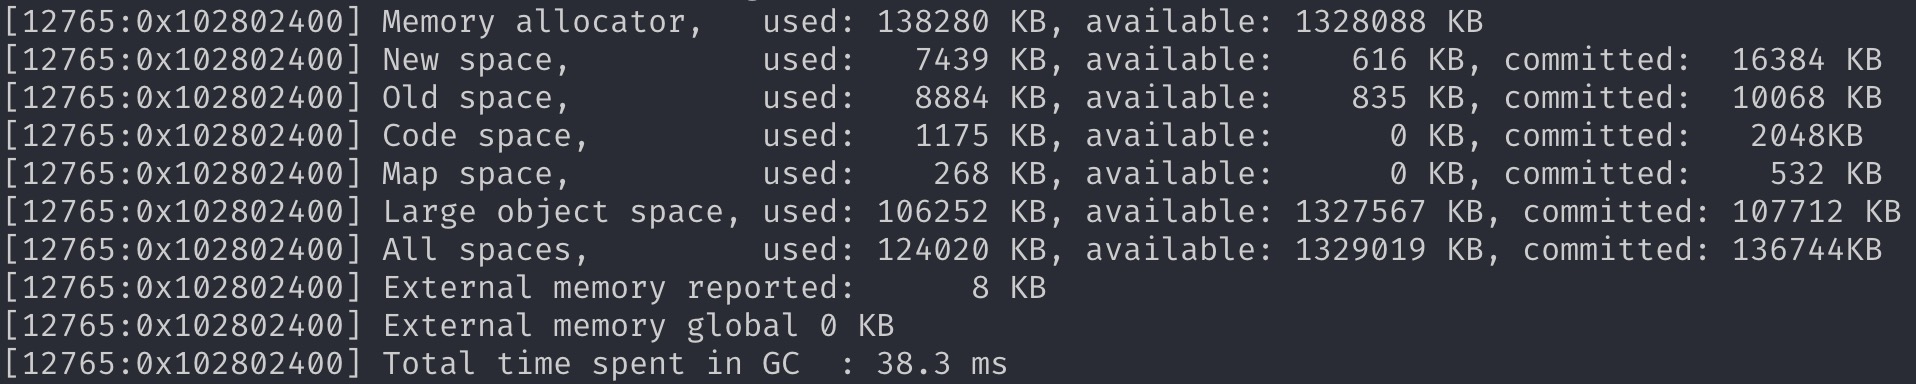 [12765:0x102802400] Memory allocator,   used: 138280 KB, available: 1328088 KB
[12765:0x102802400] New space,          used:   7439 KB, available:    616 KB, committed:  16384 KB
[12765:0x102802400] Old space,          used:   8884 KB, available:    835 KB, committed:  10068 KB
[12765:0x102802400] Code space,         used:   1175 KB, available:      0 KB, committed:   2048KB
[12765:0x102802400] Map space,          used:    268 KB, available:      0 KB, committed:    532 KB
[12765:0x102802400] Large object space, used: 106252 KB, available: 1327567 KB, committed: 107712 KB
[12765:0x102802400] All spaces,         used: 124020 KB, available: 1329019 KB, committed: 136744KB
[12765:0x102802400] External memory reported:      8 KB
[12765:0x102802400] External memory global 0 KB
[12765:0x102802400] Total time spent in GC  : 38.3 ms